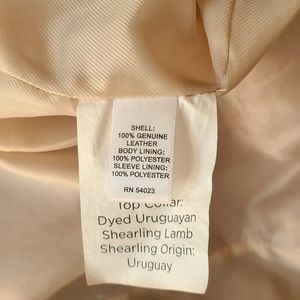 SHELL:
100% GENUINE
LEATHER
BODY LINING:
100% POLYESTER
SLEEVE LINING:
100% POLYESTER
RN 54023
Top Collar:
Dyed Uruguayan
Shearling Lamb
Shearling Origin:
Uruguay